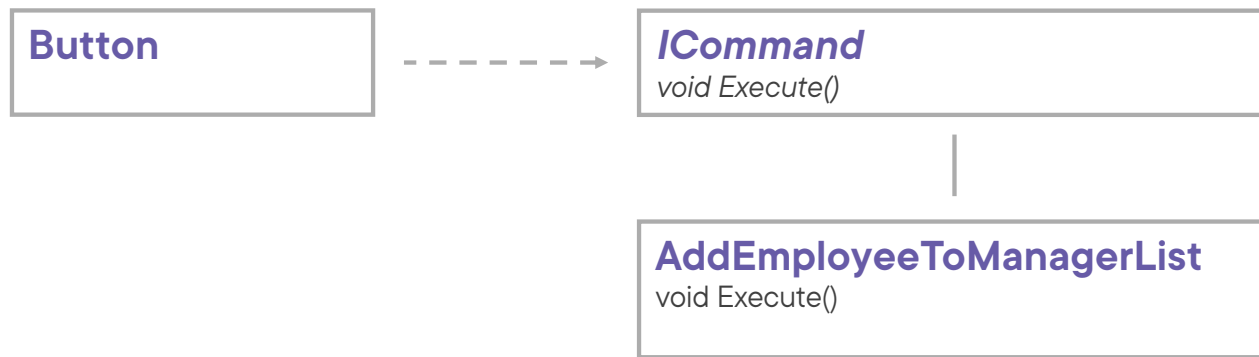 Button
ICommand
void Execute()
AddEmployeeToManagerList
void Execute()